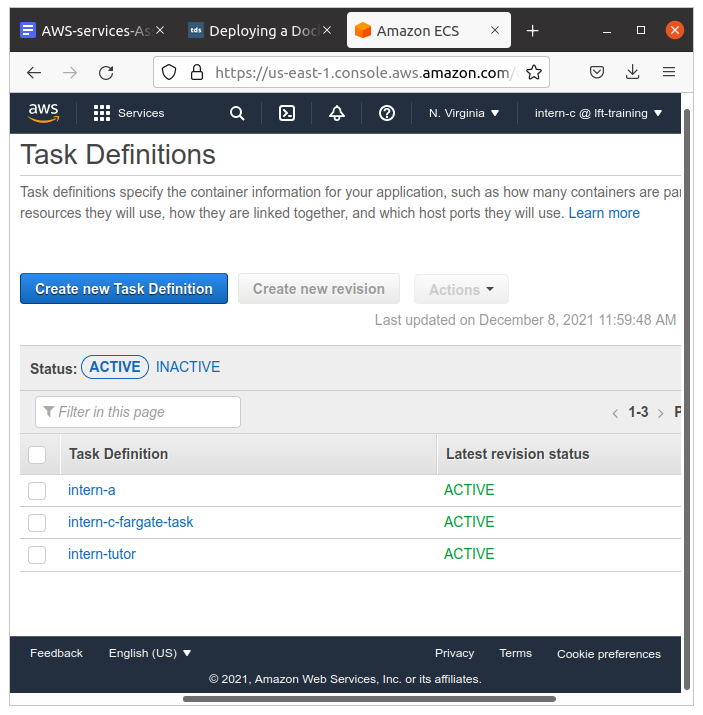 AWS-services-As
tds Deploying a Doc
Amazon ECS
https://us-east-1.console.aws.amazon.com/
aws
Services
N. Virginia
intern-c @ lft-training
Task Definitions
Task definitions specify the container information for your application, such as how many containers are pa
resources they will use, how they are linked together, and which host ports they will use. Learn more
Create new Task Definition
Create new revision
Actions
Last updated on December 8, 2021 11:59:48 AM
Status: ACTIVE INACTIVE
Filter in this page
1-3
P
Task Definition
Latest revision status
intern-a
ACTIVE
intern-c-fargate-task
ACTIVE
intern-tutor
ACTIVE
Feedback
English (US)
Privacy
Terms
Cookie preferences
© 2021, Amazon Web Services, Inc. or its affiliates.